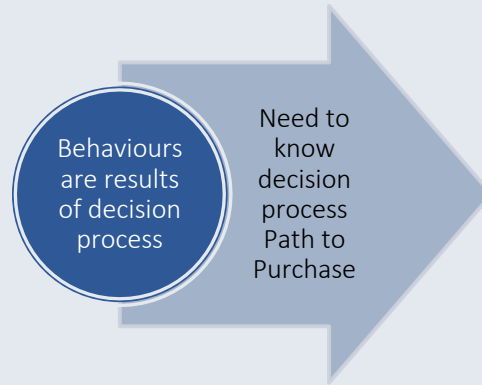 Behaviours
are results
of decision
process
Need to
know
decision
process
Path to
Purchase